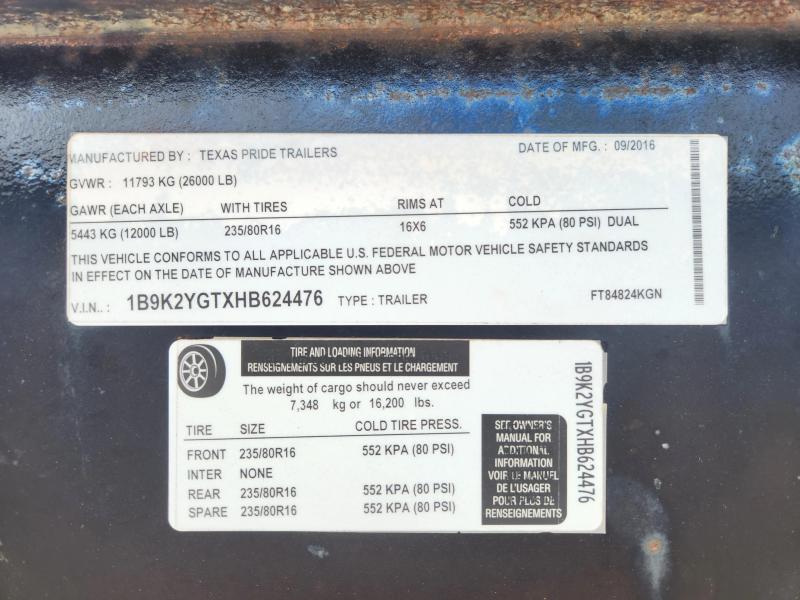 MANUFACTURED BY : TEXAS PRIDE TRAILERS DATE OF MFG. : 09/2016
GVWR : 11793 KG (26000 LB)
GAWR (EACH AXLE) WITH TIRES RIMS AT COLD
5443 KG (12000 LB) 235/80R16 16X6 552 KPA (80 PSI) DUAL
THIS VEHICLE CONFORMS TO ALL APPLICABLE U.S. FEDERAL MOTOR VEHICLE SAFETY STANDARDS
IN EFFECT ON THE DATE OF MANUFACTURE SHOWN ABOVE
V.I.N.. : 1B9K2YGTXHB624476 TYPE : TRAILER FT84824KGN
TIRE AND LOADING INFORMATION
RENSEIGNEMENTS SUR LES PNEUS ET LE CHARGEMENT
The weight of cargo should never exceed
7,348 kg or 16,200 lbs.
TIRE SIZE COLD TIRE PRESS.
FRONT 235/80R16 552 KPA (80 PSI)
INTER NONE
REAR 235/80R16 552 KPA (80 PSI)
SPARE 235/80R16 552 KPA (80 PSI)
SEE OWNER'S
MANUAL FOR
ADDITIONAL
INFORMATION
VOIR LE MANUEL
DE L'USAGER
POUR PLUS DE
RENSEIGNEMENTS
1B9K2YGTXHB624476